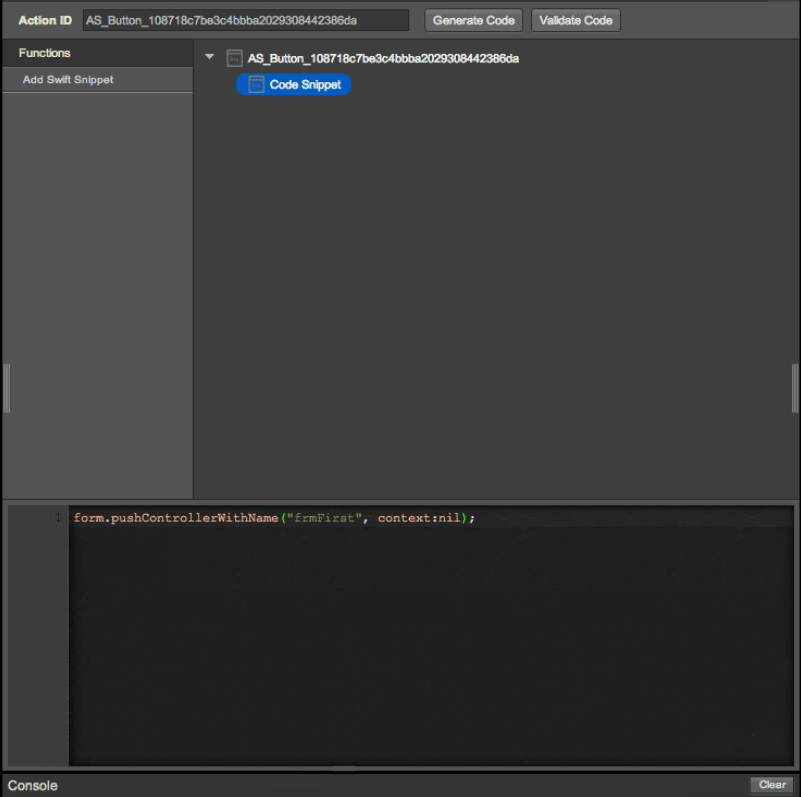 Action ID AS_Button_108718c7be3c4bbba2029308442386da Generate Code Validate Code
Functions
Add Swift Snippet
AS_Button_108718c7be3c4bbba2029308442386da
Code Snippet
1 form.pushControllerWithName("frmFirst", context:nil);
Console Clear